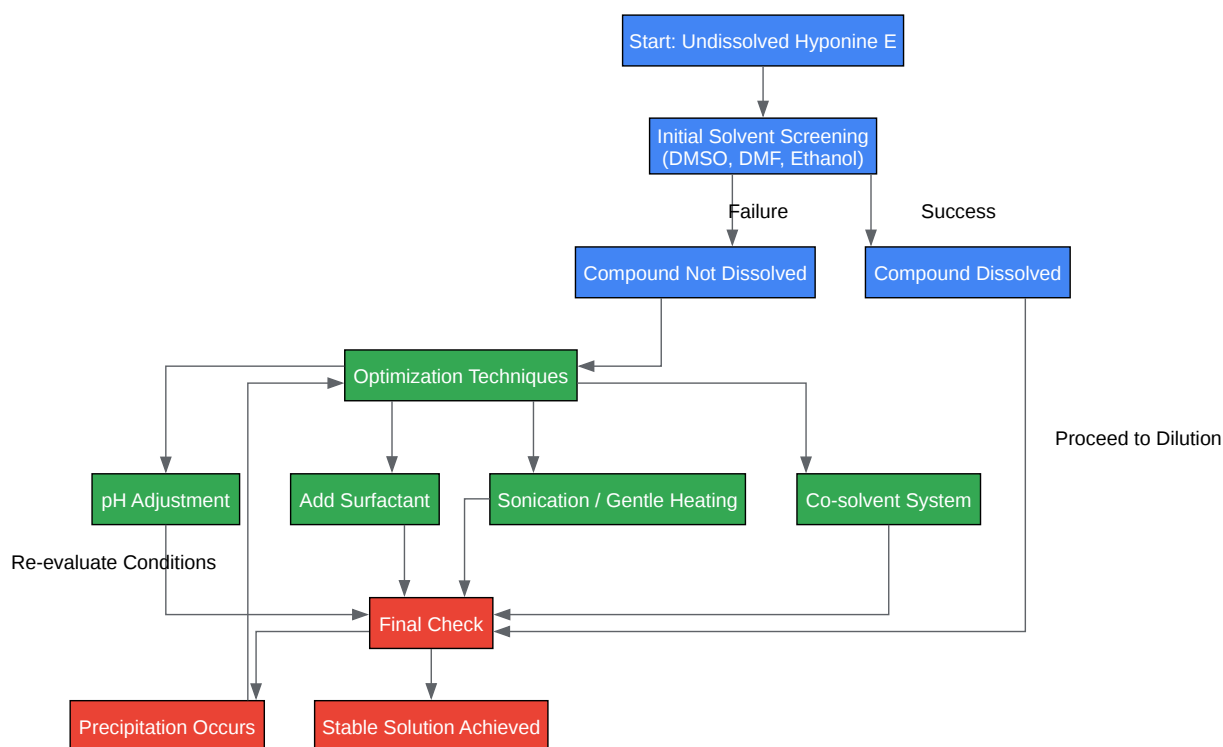 Start: Undissolved Hyponine E
Initial Solvent Screening
(DMSO, DMF, Ethanol)
Failure
Success
Compound Not Dissolved
Compound Dissolved
Optimization Techniques
Proceed to Dilution
pH Adjustment
Add Surfactant
Sonication / Gentle Heating
Co-solvent System
Re-evaluate Conditions
Final Check
Precipitation Occurs
Stable Solution Achieved